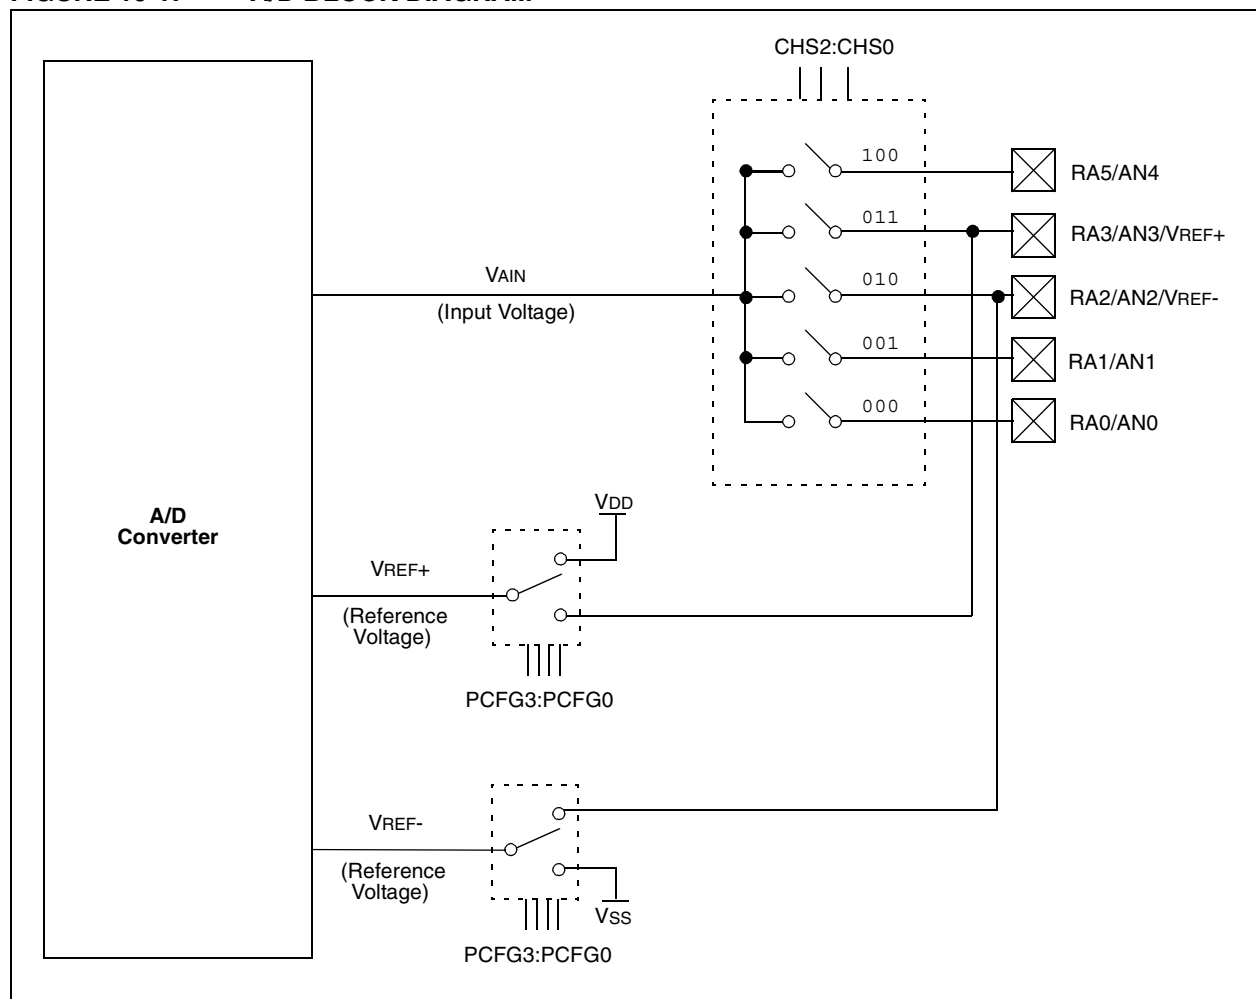 CHS2:CHS0
100
RA5/AN4
011
RA3/AN3/VREF+
VAIN
(Input Voltage)
010
RA2/AN2/VREF-
001
RA1/AN1
000
RA0/AN0
A/D
Converter
VDD
VREF+
(Reference
Voltage)
PCFG3:PCFG0
VREF-
(Reference
Voltage)
VSS
PCFG3:PCFG0